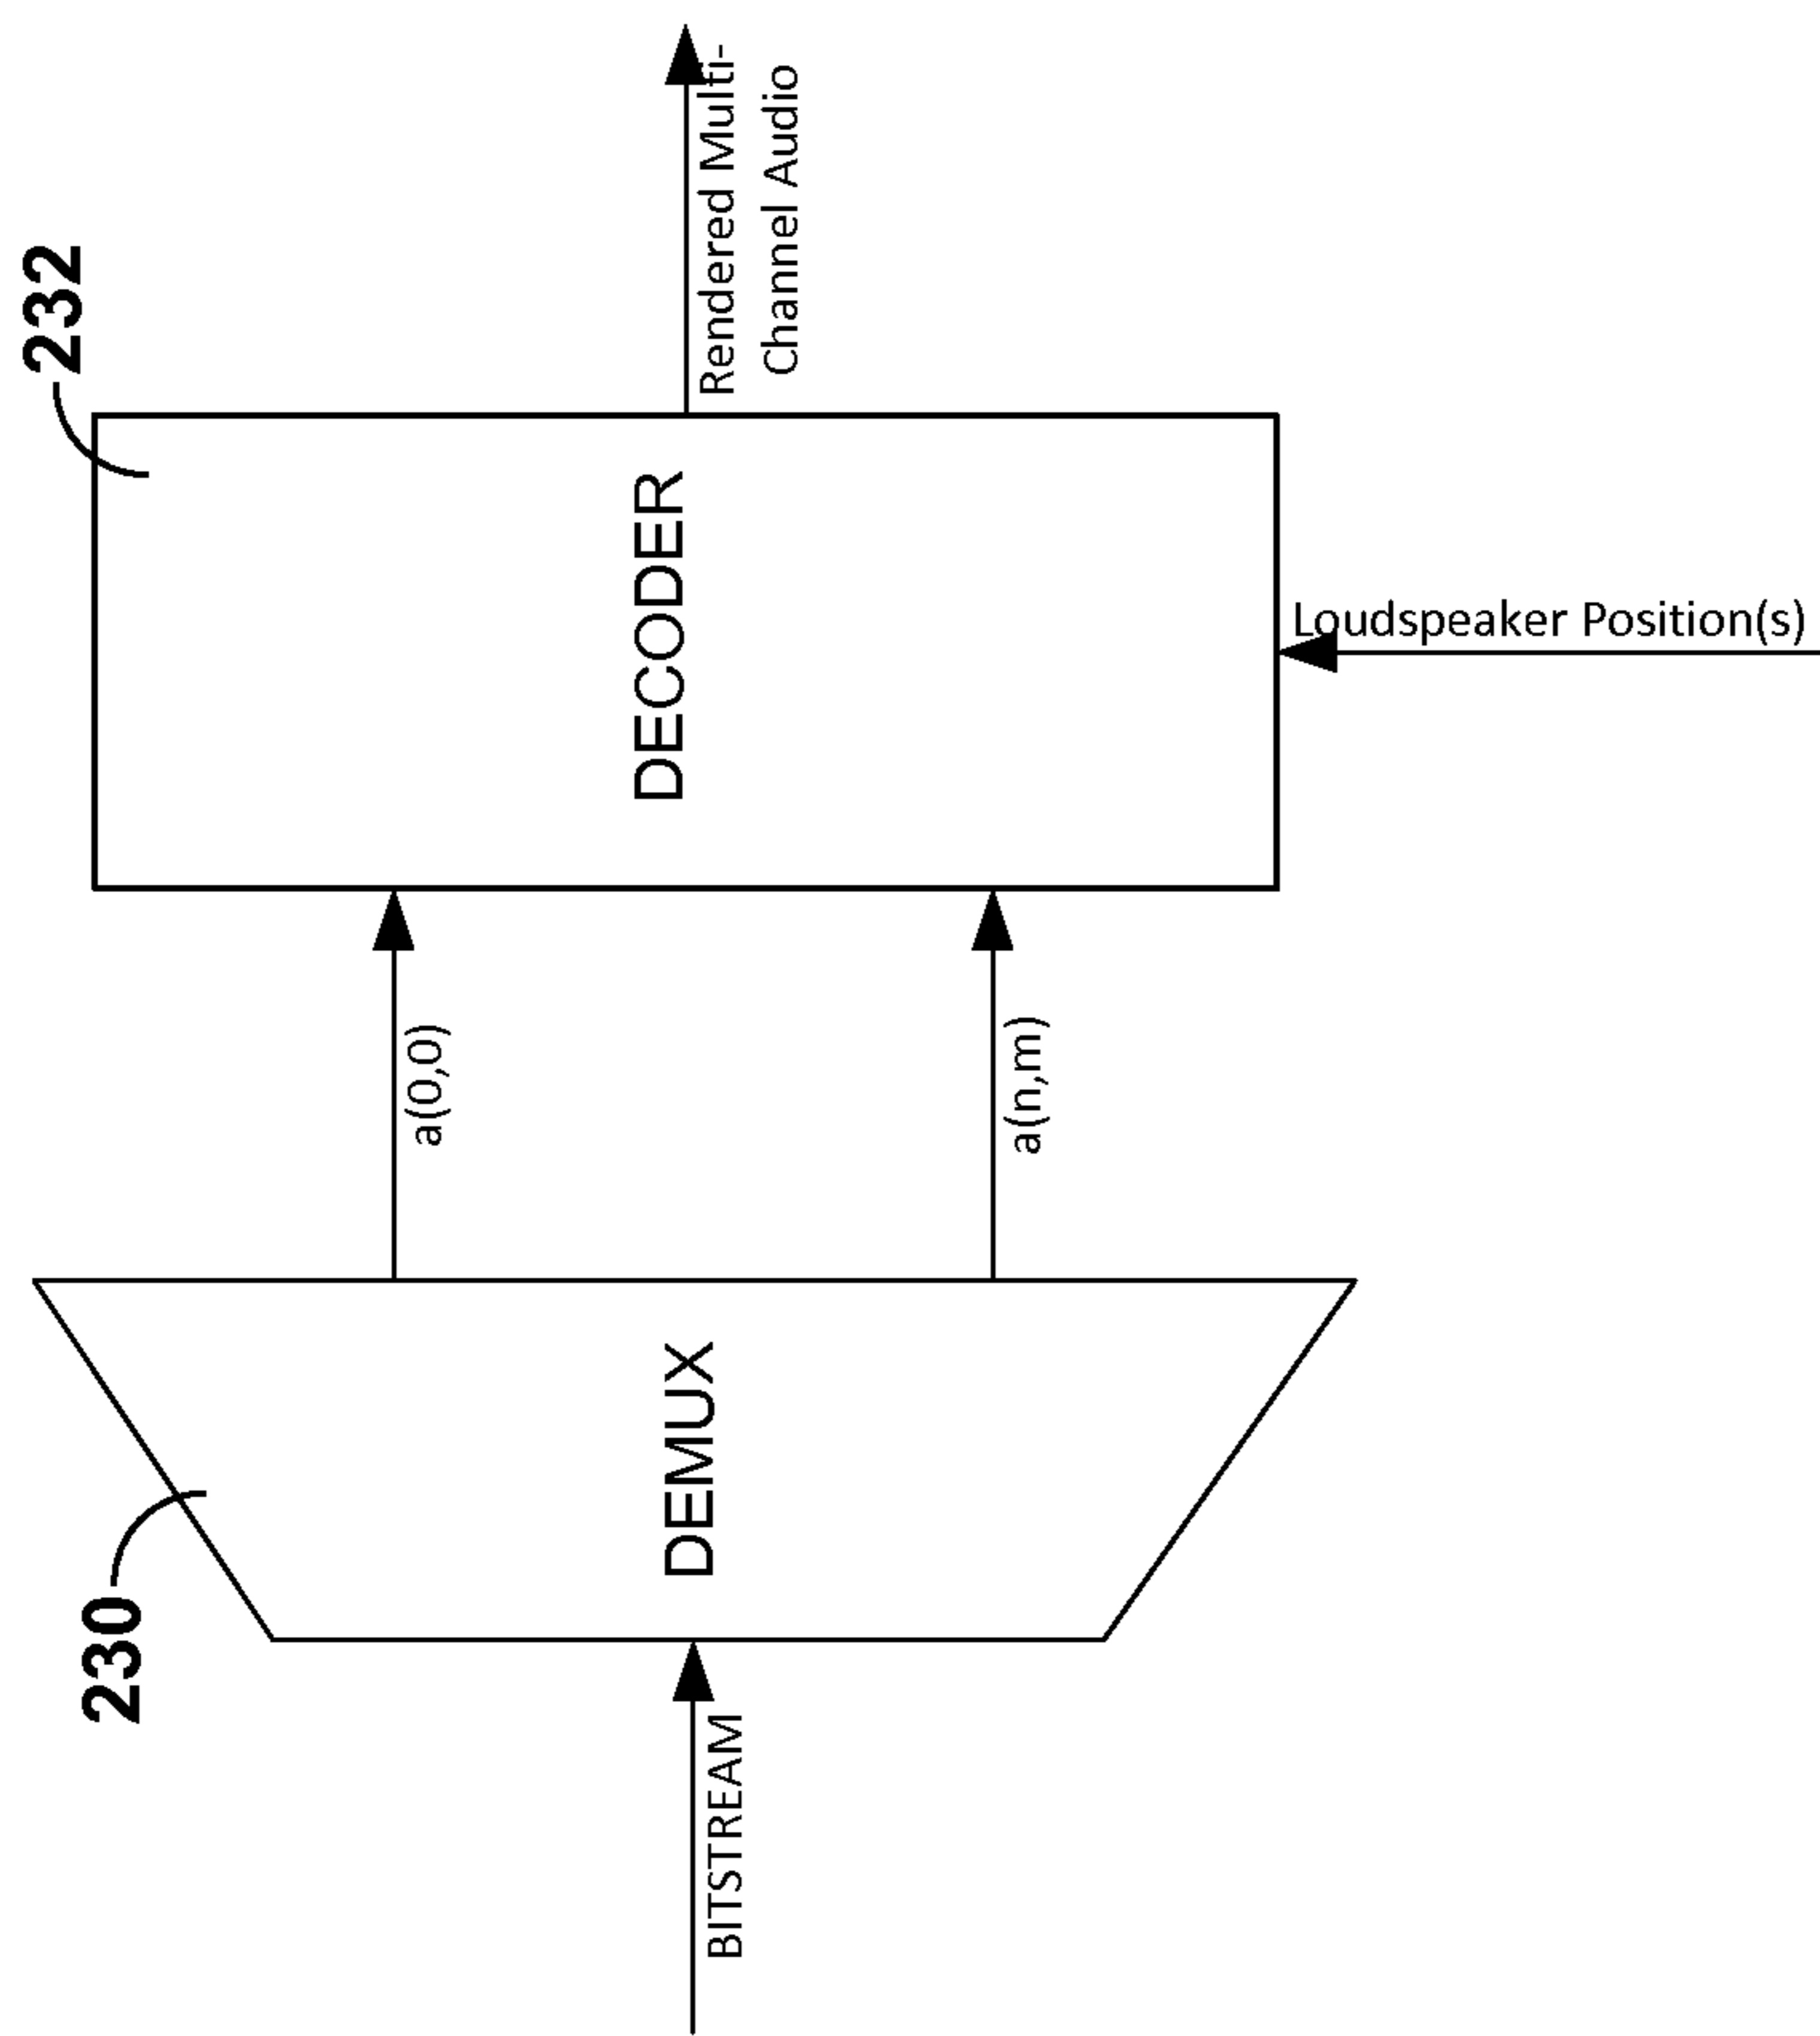 232
Rendered Multi-
Channel Audio
DECODER
Loudspeaker Position(s)
a(0,0)
a(n,m)
230
DEMUX
BITSTREAM